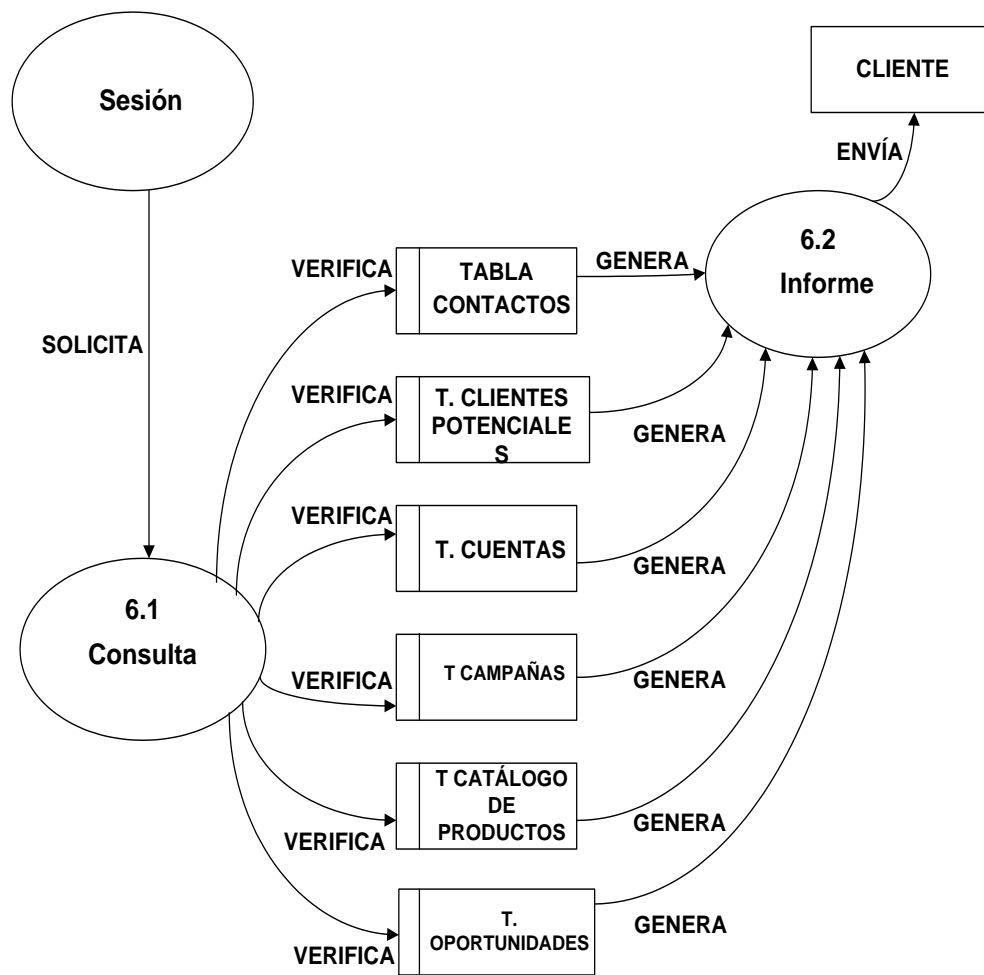 Sesión
CLIENTE
ENVÍA
6.2
Informe
VERIFICA
TABLA
CONTACTOS
GENERA
SOLICITA
VERIFICA
T. CLIENTES
POTENCIALE
S
GENERA
VERIFICA
T. CUENTAS
GENERA
6.1
Consulta
VERIFICA
T CAMPAÑAS
GENERA
VERIFICA
T CATÁLOGO
DE
PRODUCTOS
GENERA
VERIFICA
T.
OPORTUNIDADES
GENERA